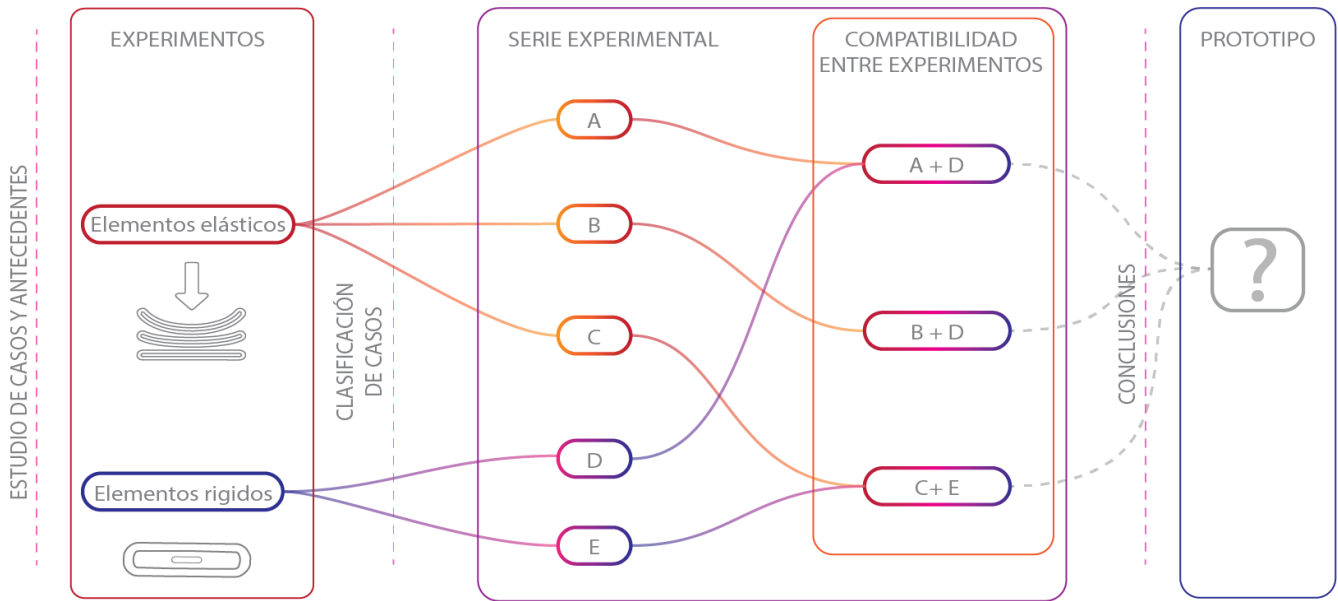 ESTUDIO DE CASOS Y ANTECEDENTES
EXPERIMENTOS
Elementos elásticos
Elementos rigidos
CLASIFICACIÓN
DE CASOS
SERIE EXPERIMENTAL
A
B
C
D
E
COMPATIBILIDAD
ENTRE EXPERIMENTOS
A + D
B + D
C+ E
CONCLUSIONES
PROTOTIPO
?